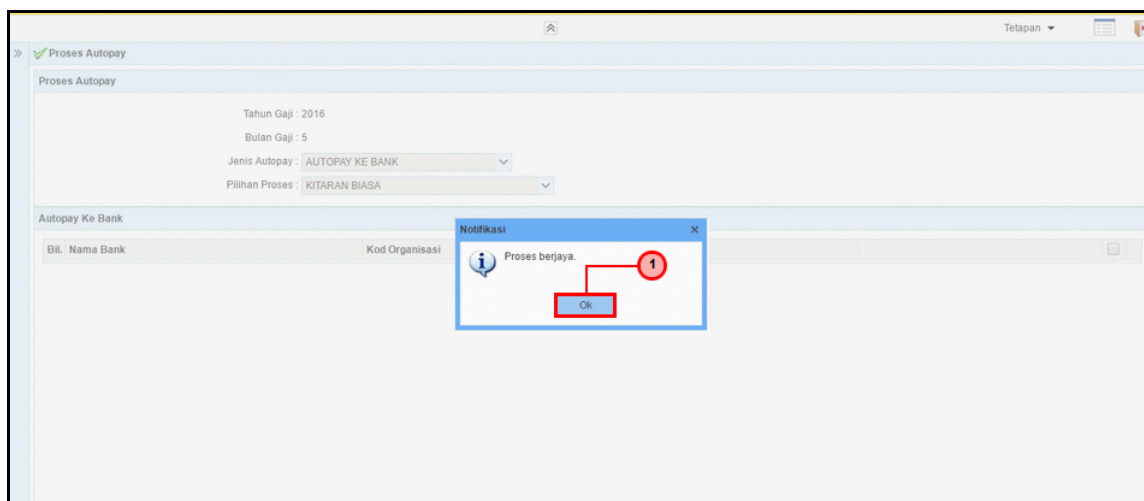 Tetapan
Proses Autopay
Proses Autopay
Tahun Gaji : 2016
Bulan Gaji : 5
Jenis Autopay : AUTOPAY KE BANK
Pilihan Proses : KITARAN BIASA
Autopay Ke Bank
Bil. Nama Bank Kod Organisasi
Notifikasi x
Proses berjaya.
1
Ok